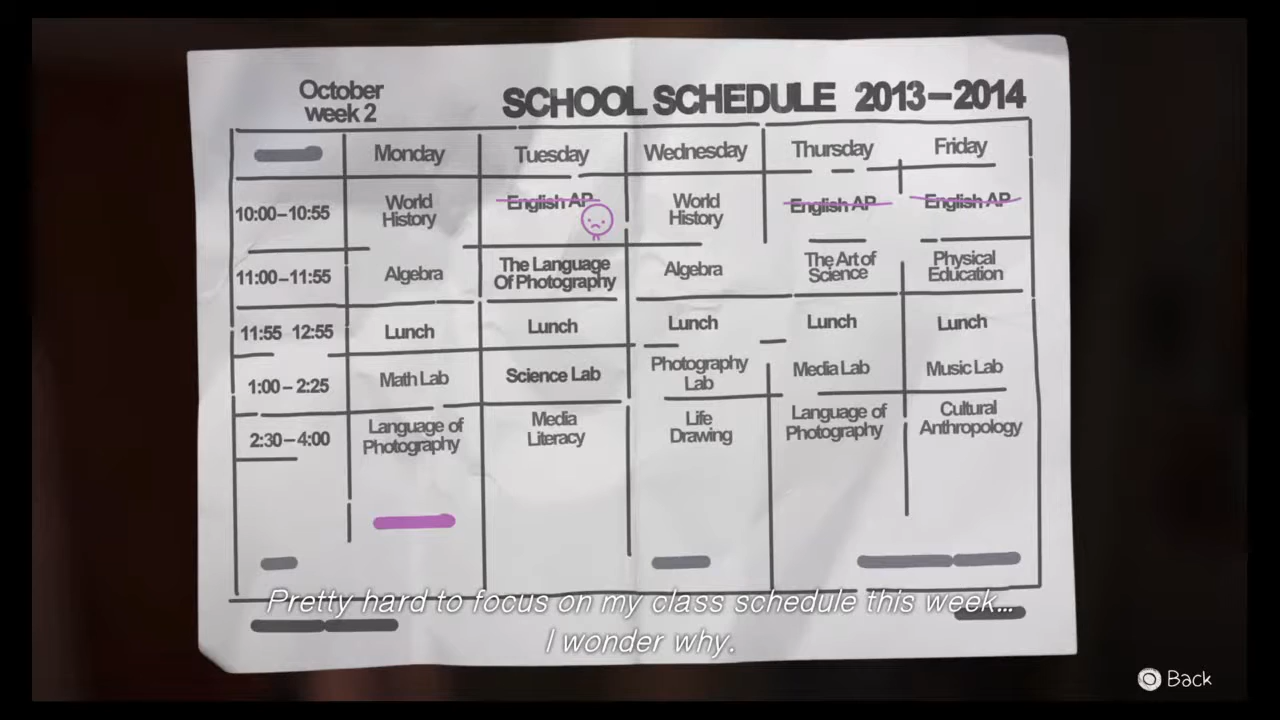 October
week 2
SCHOOL SCHEDULE 2013-2014
Monday Tuesday Wednesday Thursday Friday
10:00-10:55 World History English AP World History English AP English AP
11:00-11:55 Algebra The Language Of Photography Algebra The Art of Science Physical Education
11:55 12:55 Lunch Lunch Lunch Lunch Lunch
1:00-2:25 Math Lab Science Lab Photography Lab Media Lab Music Lab
2:30-4:00 Language of Photography Media Literacy Life Drawing Language of Photography Cultural Anthropology
Pretty hard to focus on my class schedule this week...
I wonder why.
Back